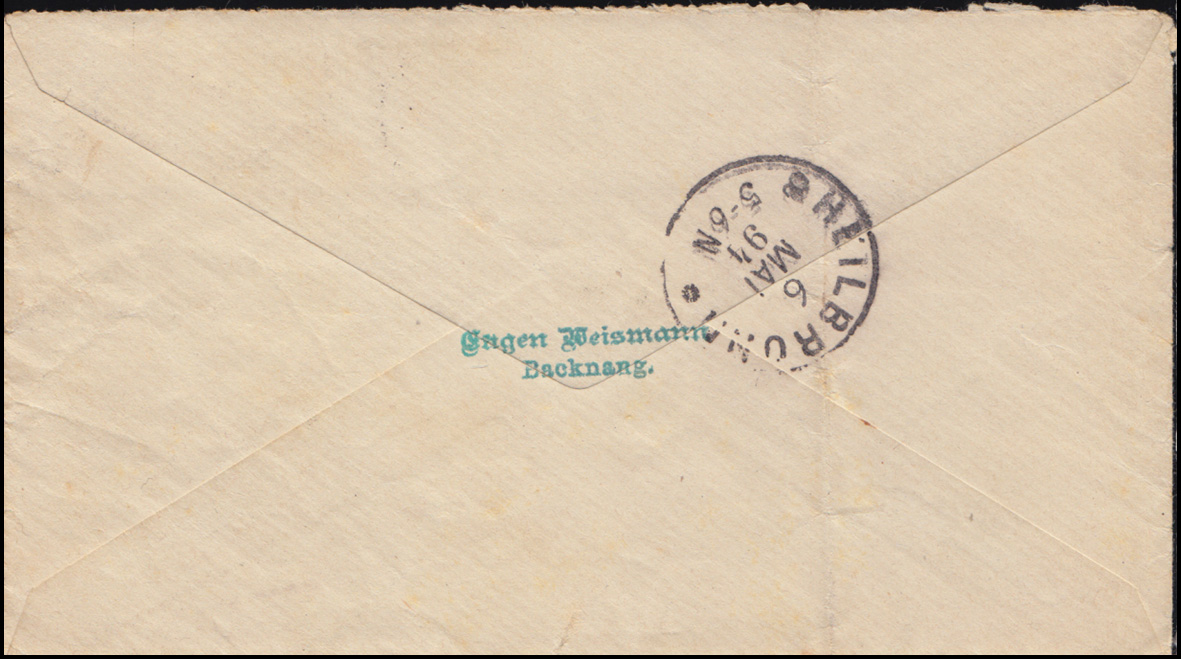 Eugen Weismann
Backnang.
HEILBRONN
6
MAI
94
5-6N